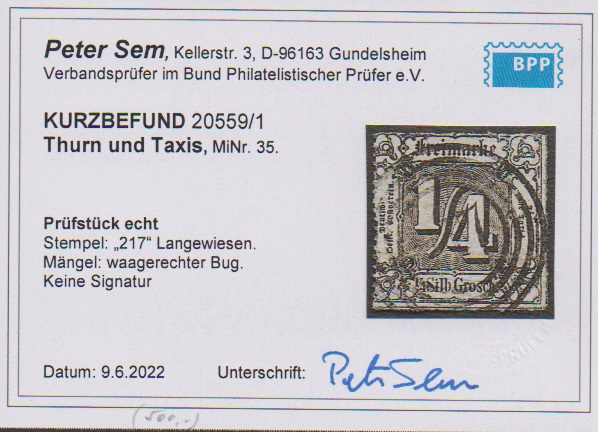 Peter Sem, Kellerstr. 3, D-96163 Gundelsheim
Verbandsprüfer im Bund Philatelistischer Prüfer e.V.
BPP
KURZBEFUND 20559/1
Thurn und Taxis, MiNr. 35.
Freimarke
1/4
1/4 Silb. Grosch
Prüfstück echt
Stempel: „217“ Langewiesen.
Mängel: waagerechter Bug.
Keine Signatur
Datum: 9.6.2022 Unterschrift: Peter Sem
(500,-)